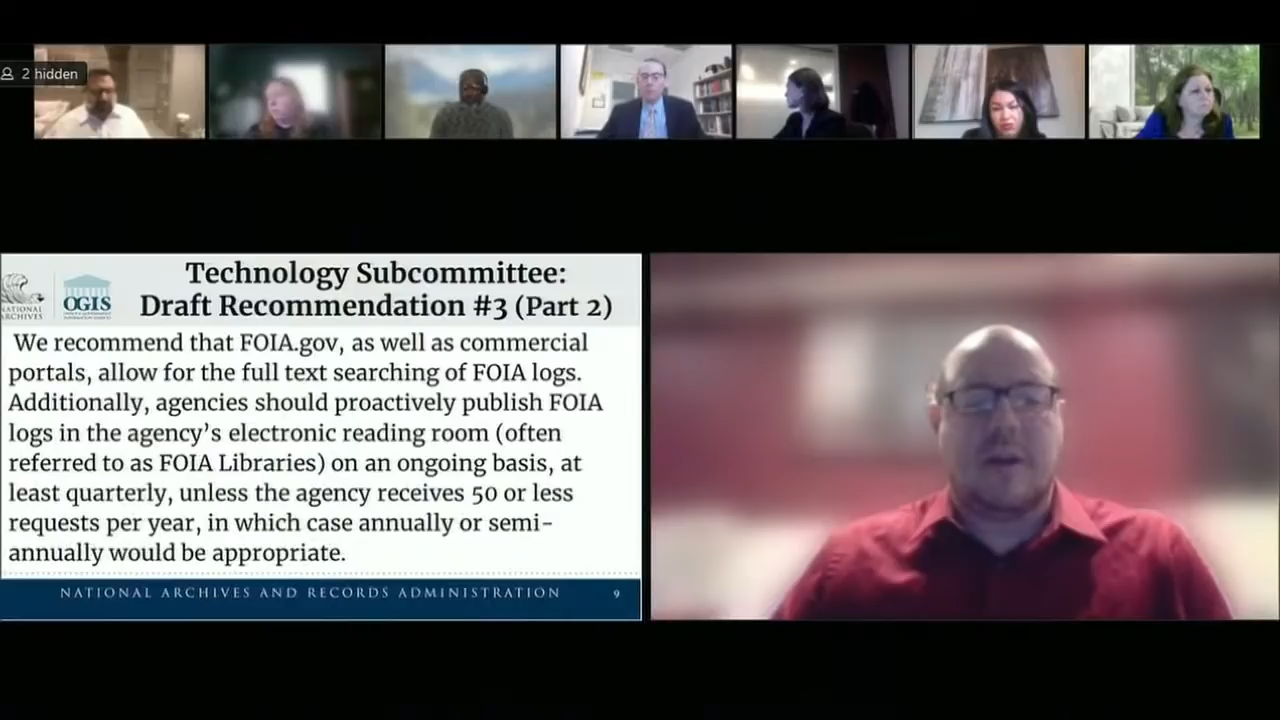 2 hidden
Technology Subcommittee:
Draft Recommendation #3 (Part 2)
NATIONAL
ARCHIVES
OGIS
We recommend that FOIA.gov, as well as commercial
portals, allow for the full text searching of FOIA logs.
Additionally, agencies should proactively publish FOIA
logs in the agency’s electronic reading room (often
referred to as FOIA Libraries) on an ongoing basis, at
least quarterly, unless the agency receives 50 or less
requests per year, in which case annually or semi-
annually would be appropriate.
NATIONAL ARCHIVES AND RECORDS ADMINISTRATION
9